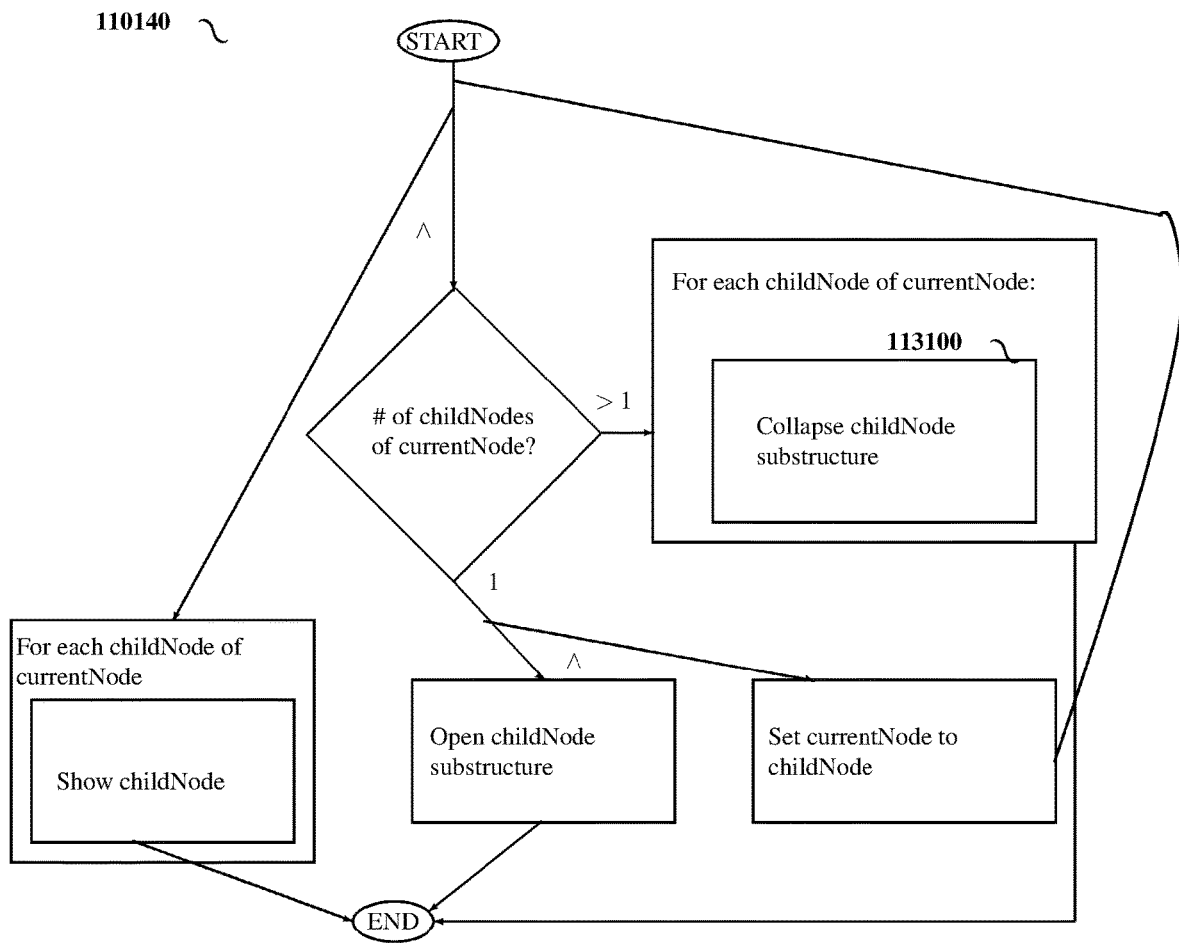 110140
START
^
For each childNode of currentNode:
113100
> 1
# of childNodes
of currentNode?
Collapse childNode
substructure
1
For each childNode of
currentNode
^
Open childNode
substructure
Set currentNode to
childNode
Show childNode
END